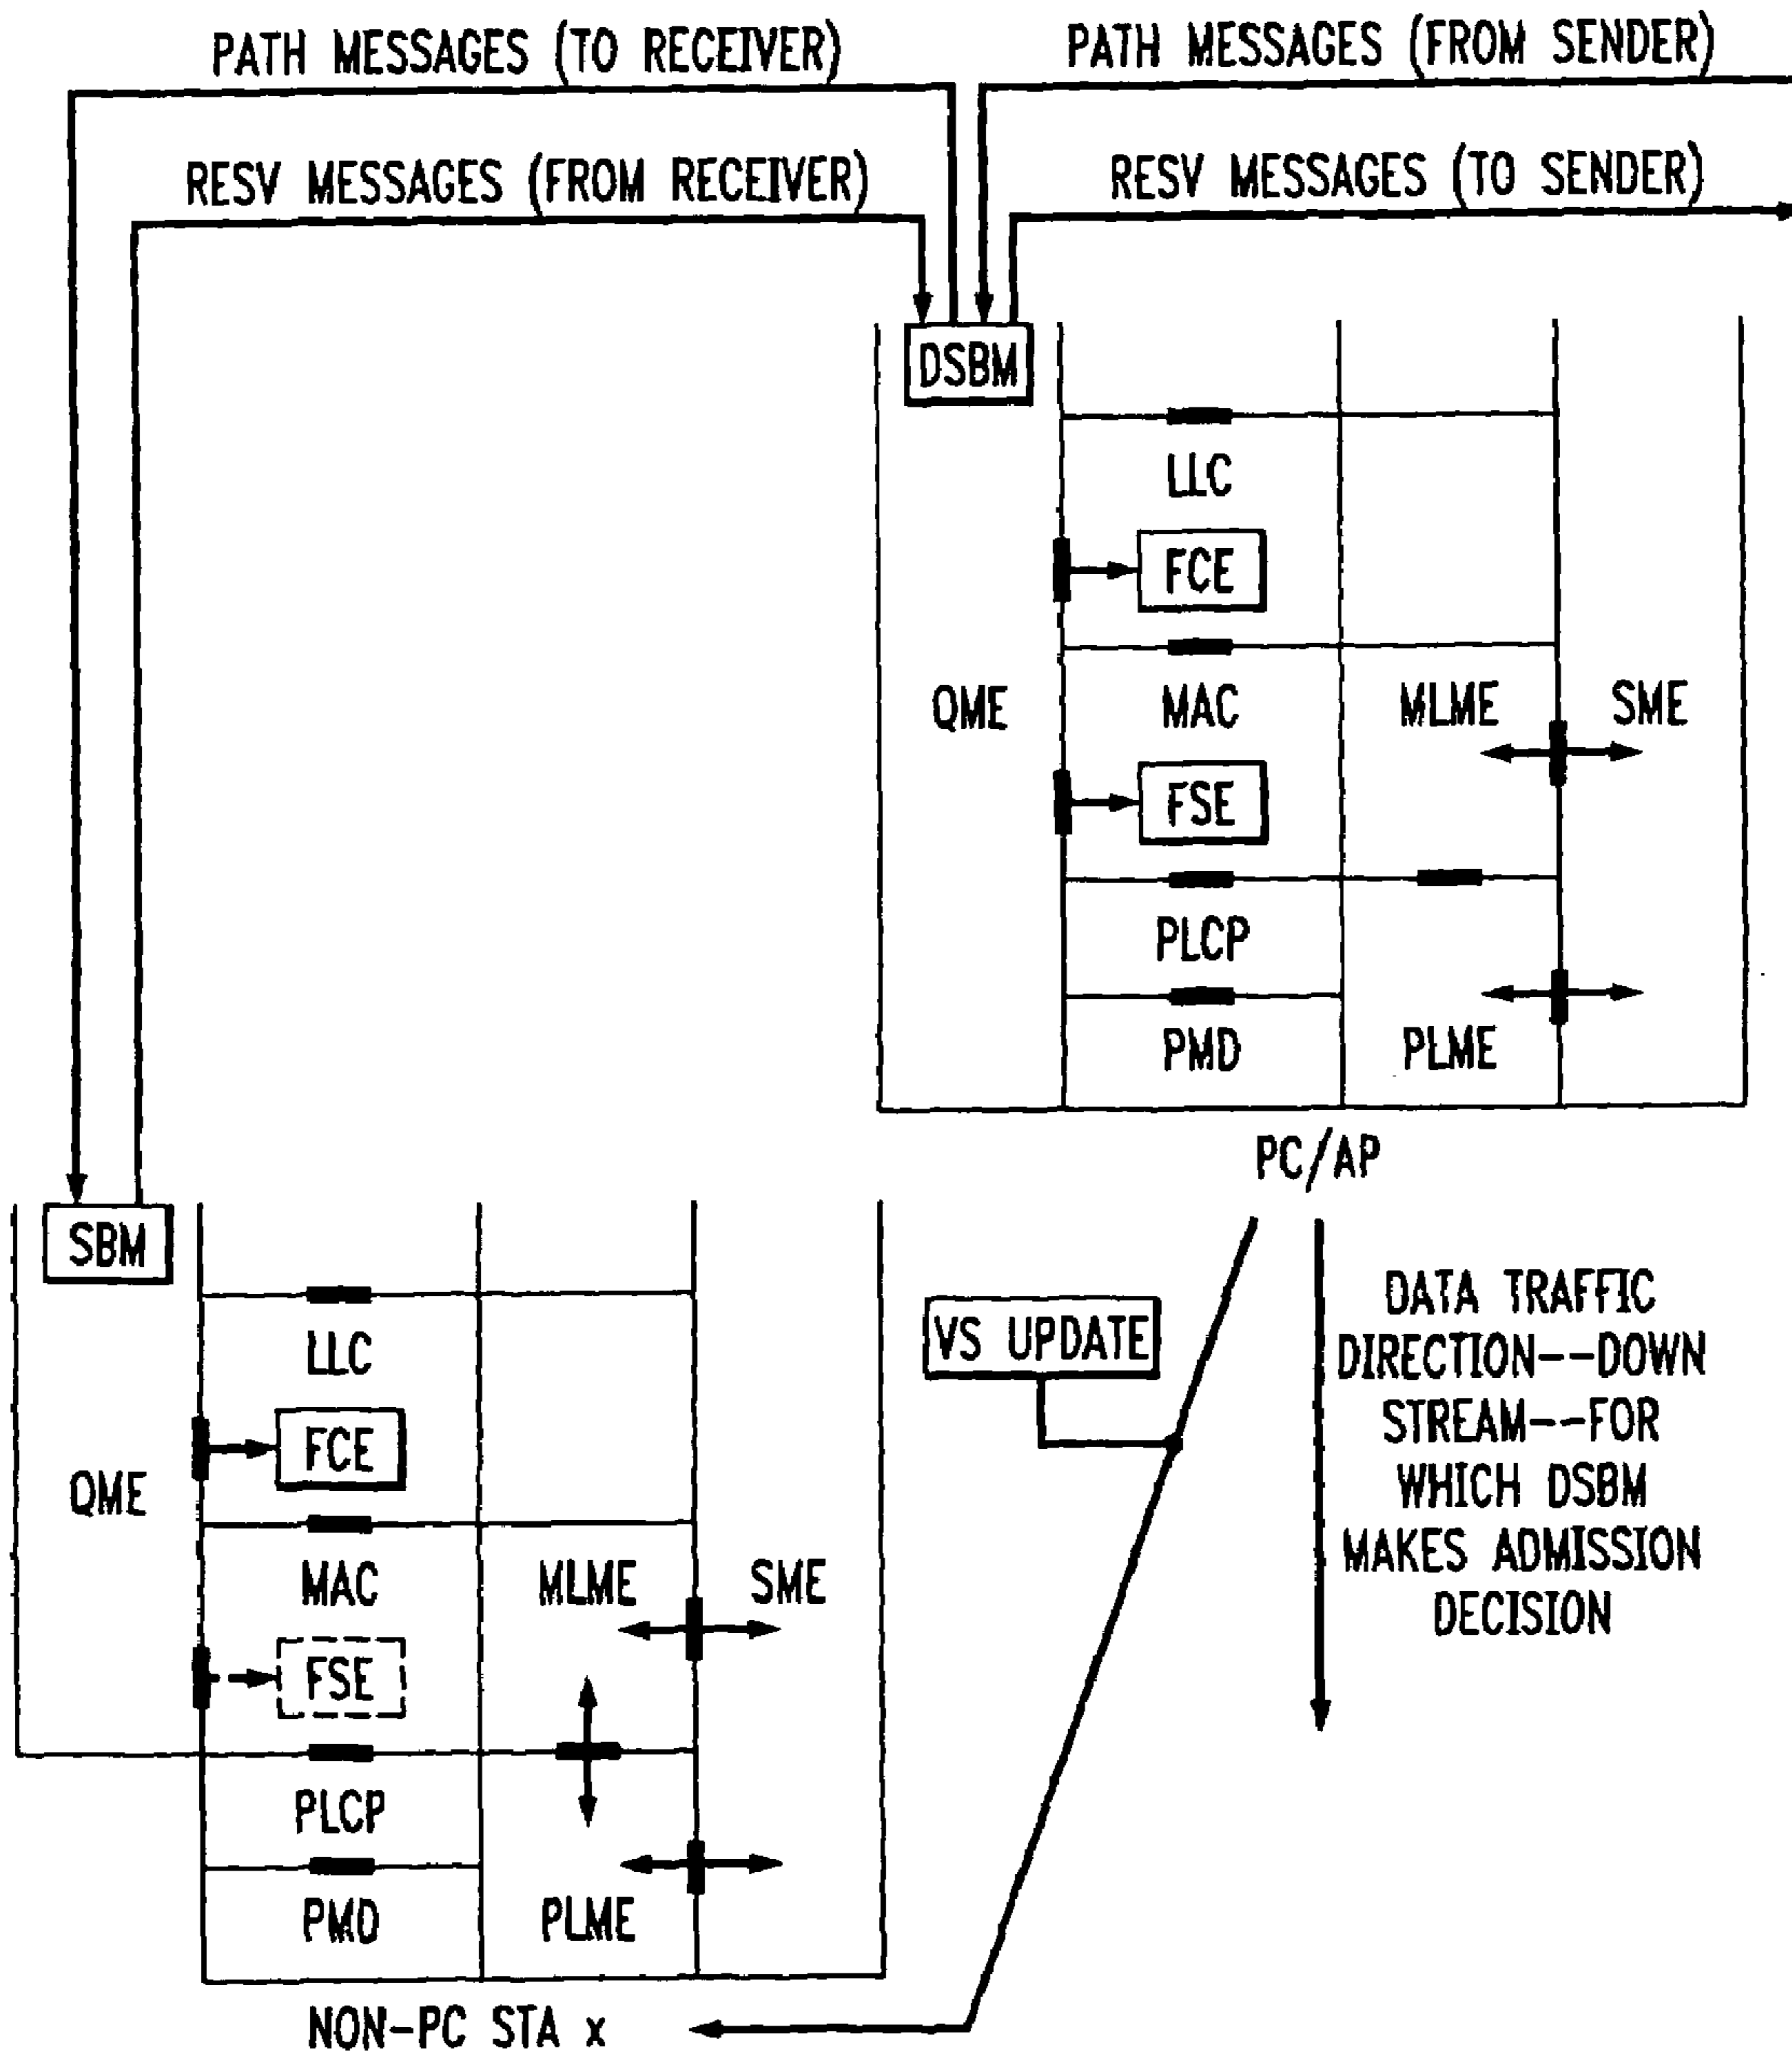 PATH MESSAGES (TO RECEIVER)
PATH MESSAGES (FROM SENDER)
RESV MESSAGES (FROM RECEIVER)
RESV MESSAGES (TO SENDER)
DSBM
LLC
FCE
QME
MAC
MLME
SME
FSE
PLCP
PMD
PLME
PC/AP
SBM
LLC
FCE
QME
MAC
MLME
SME
FSE
PLCP
PMD
PLME
NON-PC STA x
VS UPDATE
DATA TRAFFIC
DIRECTION--DOWN
STREAM--FOR
WHICH DSBM
MAKES ADMISSION
DECISION